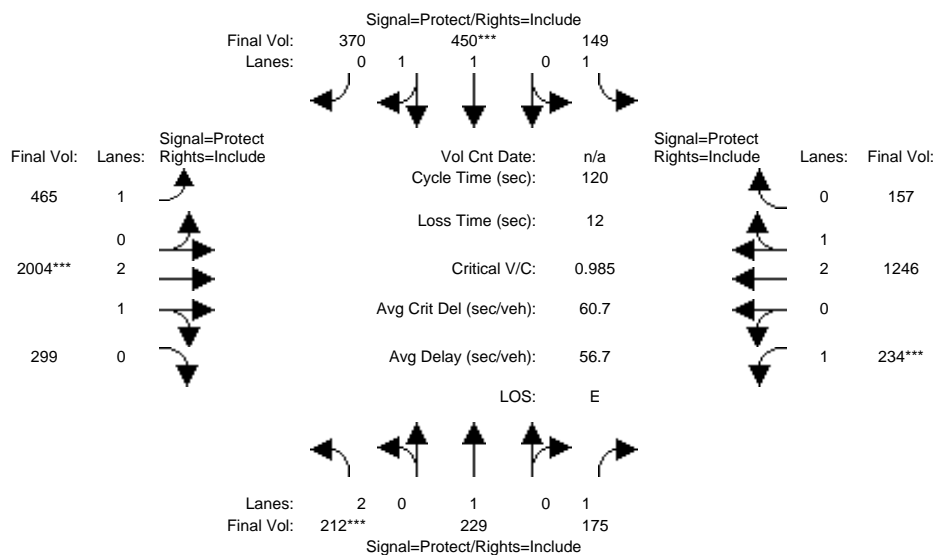 Signal=Protect/Rights=Include
Final Vol: 370 450*** 149
Lanes: 0 1 1 0 1
Signal=Protect
Final Vol: Lanes: Rights=Include
Vol Cnt Date: n/a
Cycle Time (sec): 120
Signal=Protect
Rights=Include Lanes: Final Vol:
465 1
0 157
Loss Time (sec): 12
0
1
2004*** 2
Critical V/C: 0.985
2 1246
1
Avg Crit Del (sec/veh): 60.7
0
299 0
Avg Delay (sec/veh): 56.7
1 234***
LOS: E
Lanes: 2 0 1 0 1
Final Vol: 212*** 229 175
Signal=Protect/Rights=Include